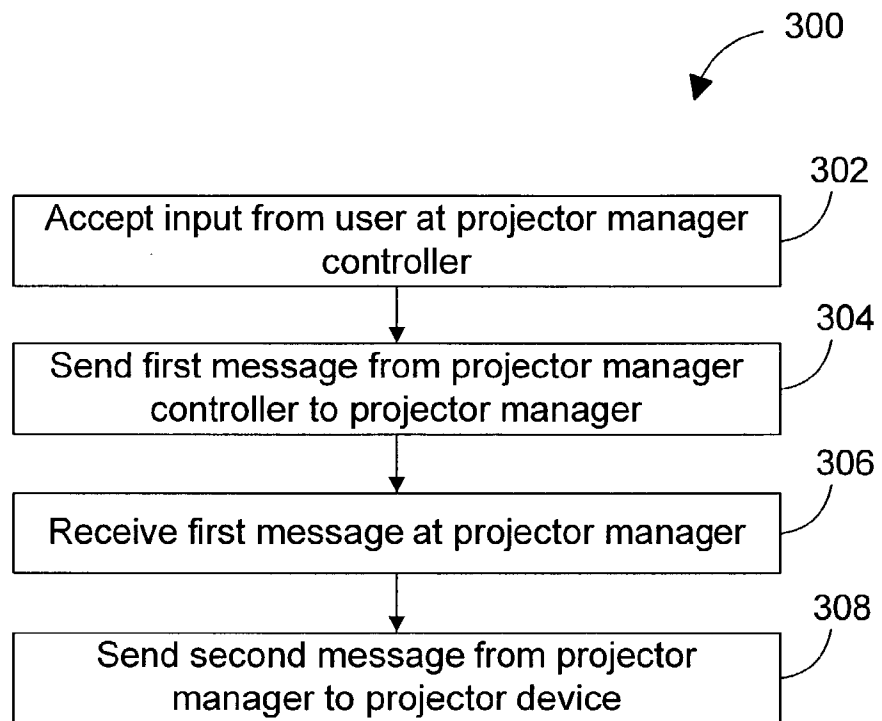 300
302
Accept input from user at projector manager
controller
304
Send first message from projector manager
controller to projector manager
306
Receive first message at projector manager
308
Send second message from projector
manager to projector device